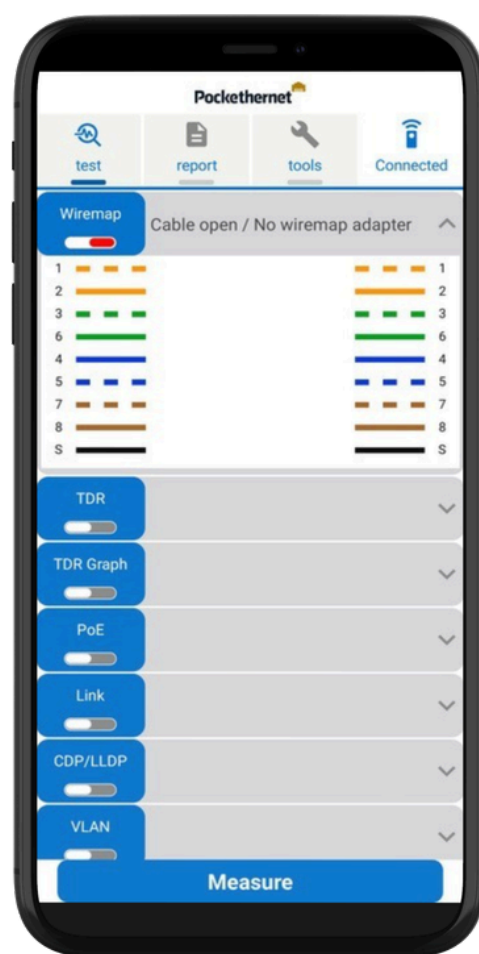 Pockethernet
test report tools Connected
Wiremap Cable open / No wiremap adapter
1 1
2 2
3 3
6 6
4 4
5 5
7 7
8 8
S S
TDR
TDR Graph
PoE
Link
CDP/LLDP
VLAN
Measure